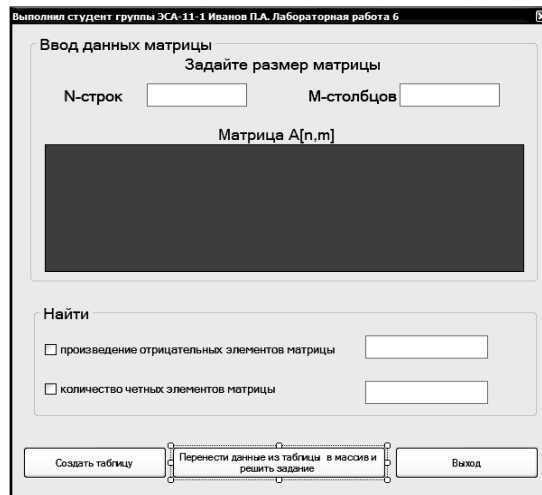 Выполнил студент группы ЭСА-11-1 Иванов П.А. Лабораторная работа 6
Ввод данных матрицы
Задайте размер матрицы
N-строк М-столбцов
Матрица A[n,m]
Найти
произведение отрицательных элементов матрицы
количество четных элементов матрицы
Создать таблицу
Перенести данные из таблицы в массив и
решить задание
Выход